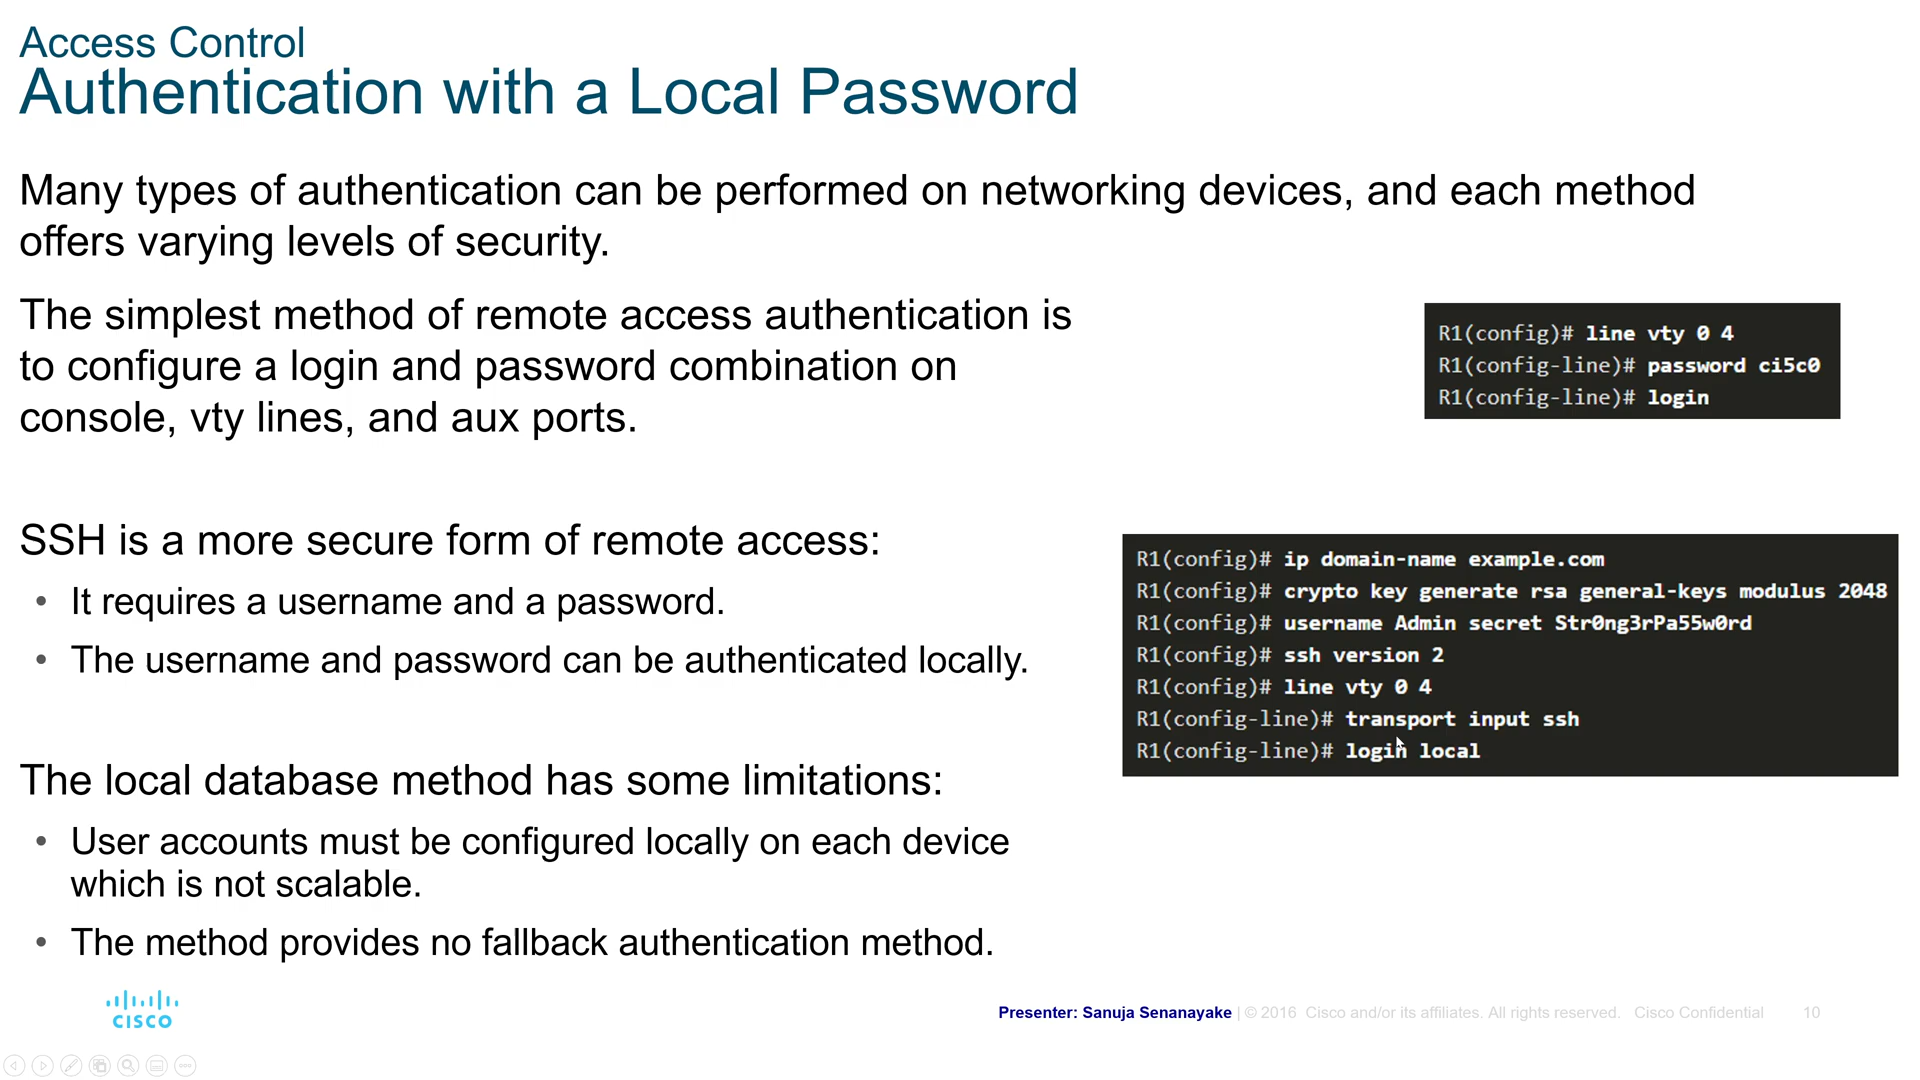 Access Control
Authentication with a Local Password
Many types of authentication can be performed on networking devices, and each method
offers varying levels of security.
The simplest method of remote access authentication is
to configure a login and password combination on
console, vty lines, and aux ports.
R1(config)# line vty 0 4
R1(config-line)# password ci5c0
R1(config-line)# login
SSH is a more secure form of remote access:
• It requires a username and a password.
• The username and password can be authenticated locally.
R1(config)# ip domain-name example.com
R1(config)# crypto key generate rsa general-keys modulus 2048
R1(config)# username Admin secret Str0ng3rPa55w0rd
R1(config)# ssh version 2
R1(config)# line vty 0 4
R1(config-line)# transport input ssh
R1(config-line)# login local
The local database method has some limitations:
• User accounts must be configured locally on each device
which is not scalable.
• The method provides no fallback authentication method.
CISCO
Presenter: Sanuja Senanayake | © 2016 Cisco and/or its affiliates. All rights reserved. Cisco Confidential 10